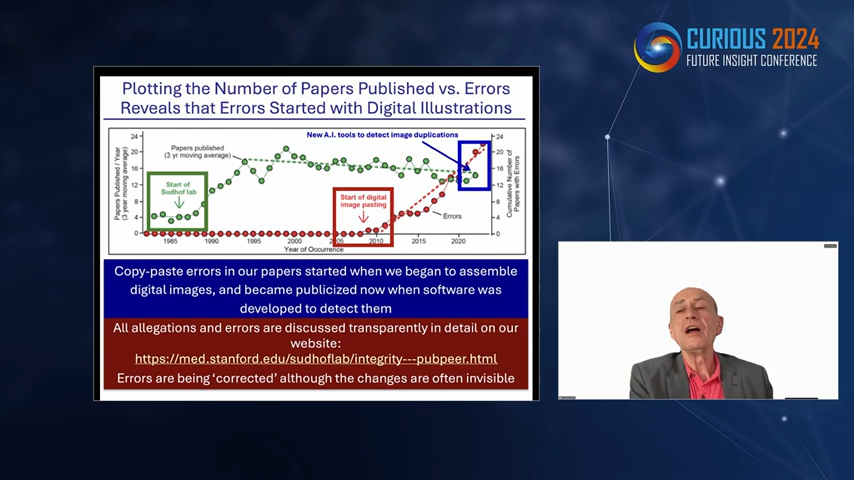 CURIOUS 2024
FUTURE INSIGHT CONFERENCE
Plotting the Number of Papers Published vs. Errors
Reveals that Errors Started with Digital Illustrations
New A.I. tools to detect image duplications
Papers published
(3 yr moving average)
Papers Published / Year
(3 year moving average)
24
20
16
12
8
4
0
Start of
Sudhof lab
Start of digital
image pasting
Errors
24
20
16
12
8
4
0
Cumulative Number of
Papers with Errors
1985
1990
1995
2000
2005
2010
2015
2020
Year of Occurrence
Copy-paste errors in our papers started when we began to assemble
digital images, and became publicized now when software was
developed to detect them
All allegations and errors are discussed transparently in detail on our
website:
https://med.stanford.edu/sudhoflab/integrity---pubpeer.html
Errors are being ‘corrected’ although the changes are often invisible